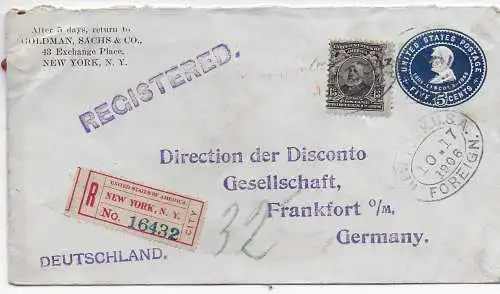 After 5 days, return to
GOLDMAN, SACHS & CO.,
43 Exchange Place,
NEW YORK, N. Y.
REGISTERED.
UNITED STATES POSTAGE
LINCOLN
FIVE 5 CENTS
U.S.A.
10-17
1906
FOREIGN.
Direction der Disconto
Gesellschaft,
Frankfort o/M.
Germany.
R
UNITED STATES OF AMERICA
NEW YORK, N. Y.
No. 16432
CITY
32
DEUTSCHLAND.